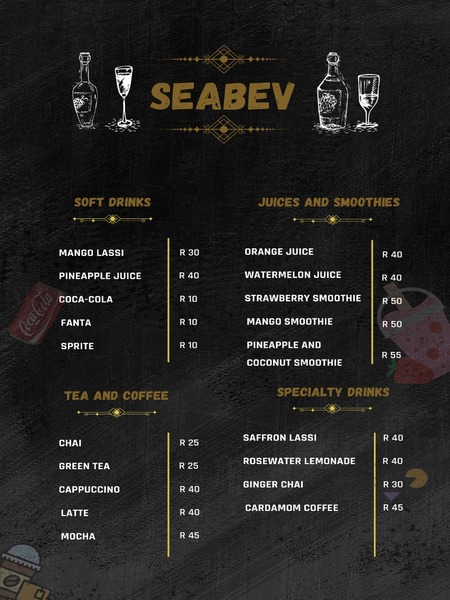 SEABEV
SOFT DRINKS
MANGO LASSI R 30
PINEAPPLE JUICE R 40
COCA-COLA R 10
FANTA R 10
SPRITE R 10
JUICES AND SMOOTHIES
ORANGE JUICE R 40
WATERMELON JUICE R 40
STRAWBERRY SMOOTHIE R 50
MANGO SMOOTHIE R 50
PINEAPPLE AND
COCONUT SMOOTHIE R 55
TEA AND COFFEE
CHAI R 25
GREEN TEA R 25
CAPPUCCINO R 40
LATTE R 40
MOCHA R 45
SPECIALTY DRINKS
SAFFRON LASSI R 40
ROSEWATER LEMONADE R 40
GINGER CHAI R 30
CARDAMOM COFFEE R 45
Coca-Cola